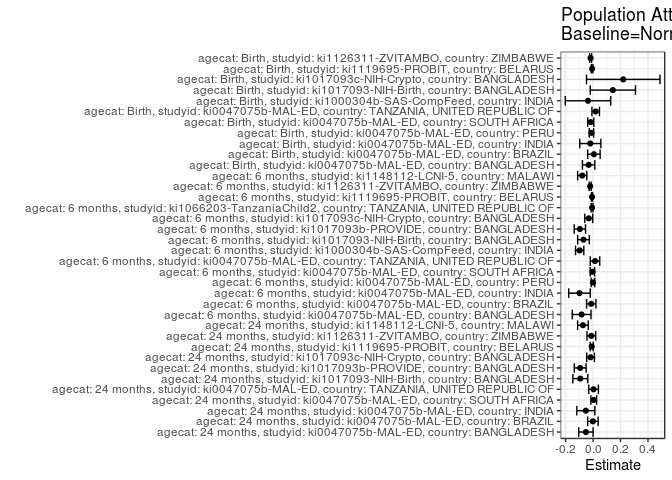 Population Att
Baseline=Norr
agecat: Birth, studyid: ki1126311-ZVITAMBO, country: ZIMBABWE
agecat: Birth, studyid: ki1119695-PROBIT, country: BELARUS
agecat: Birth, studyid: ki1017093c-NIH-Crypto, country: BANGLADESH
agecat: Birth, studyid: ki1017093-NIH-Birth, country: BANGLADESH
agecat: Birth, studyid: ki1000304b-SAS-CompFeed, country: INDIA
agecat: Birth, studyid: ki0047075b-MAL-ED, country: TANZANIA, UNITED REPUBLIC OF
agecat: Birth, studyid: ki0047075b-MAL-ED, country: SOUTH AFRICA
agecat: Birth, studyid: ki0047075b-MAL-ED, country: PERU
agecat: Birth, studyid: ki0047075b-MAL-ED, country: INDIA
agecat: Birth, studyid: ki0047075b-MAL-ED, country: BRAZIL
agecat: Birth, studyid: ki0047075b-MAL-ED, country: BANGLADESH
agecat: 6 months, studyid: ki1148112-LCNI-5, country: MALAWI
agecat: 6 months, studyid: ki1126311-ZVITAMBO, country: ZIMBABWE
agecat: 6 months, studyid: ki1119695-PROBIT, country: BELARUS
agecat: 6 months, studyid: ki1066203-TanzaniaChild2, country: TANZANIA, UNITED REPUBLIC OF
agecat: 6 months, studyid: ki1017093c-NIH-Crypto, country: BANGLADESH
agecat: 6 months, studyid: ki1017093b-PROVIDE, country: BANGLADESH
agecat: 6 months, studyid: ki1017093-NIH-Birth, country: BANGLADESH
agecat: 6 months, studyid: ki1000304b-SAS-CompFeed, country: INDIA
agecat: 6 months, studyid: ki0047075b-MAL-ED, country: TANZANIA, UNITED REPUBLIC OF
agecat: 6 months, studyid: ki0047075b-MAL-ED, country: SOUTH AFRICA
agecat: 6 months, studyid: ki0047075b-MAL-ED, country: PERU
agecat: 6 months, studyid: ki0047075b-MAL-ED, country: INDIA
agecat: 6 months, studyid: ki0047075b-MAL-ED, country: BRAZIL
agecat: 6 months, studyid: ki0047075b-MAL-ED, country: BANGLADESH
agecat: 24 months, studyid: ki1148112-LCNI-5, country: MALAWI
agecat: 24 months, studyid: ki1126311-ZVITAMBO, country: ZIMBABWE
agecat: 24 months, studyid: ki1119695-PROBIT, country: BELARUS
agecat: 24 months, studyid: ki1017093c-NIH-Crypto, country: BANGLADESH
agecat: 24 months, studyid: ki1017093b-PROVIDE, country: BANGLADESH
agecat: 24 months, studyid: ki1017093-NIH-Birth, country: BANGLADESH
agecat: 24 months, studyid: ki0047075b-MAL-ED, country: TANZANIA, UNITED REPUBLIC OF
agecat: 24 months, studyid: ki0047075b-MAL-ED, country: SOUTH AFRICA
agecat: 24 months, studyid: ki0047075b-MAL-ED, country: INDIA
agecat: 24 months, studyid: ki0047075b-MAL-ED, country: BRAZIL
agecat: 24 months, studyid: ki0047075b-MAL-ED, country: BANGLADESH
-0.2 0.0 0.2 0.4
Estimate